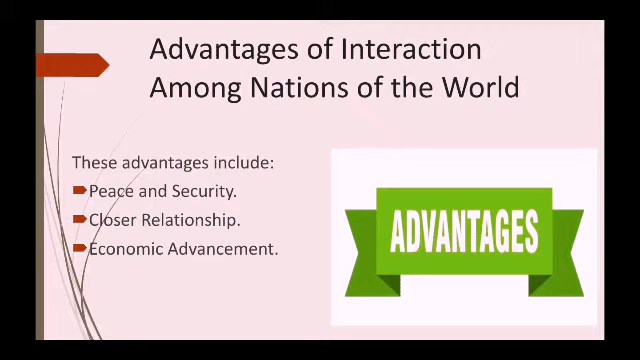 Advantages of Interaction
Among Nations of the World
These advantages include:
Peace and Security.
Closer Relationship.
Economic Advancement.
ADVANTAGES